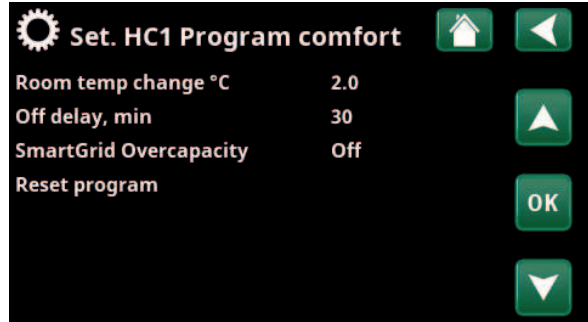 Set. HC1 Program comfort
Room temp change °C 2.0
Off delay, min 30
SmartGrid Overcapacity Off
Reset program
OK